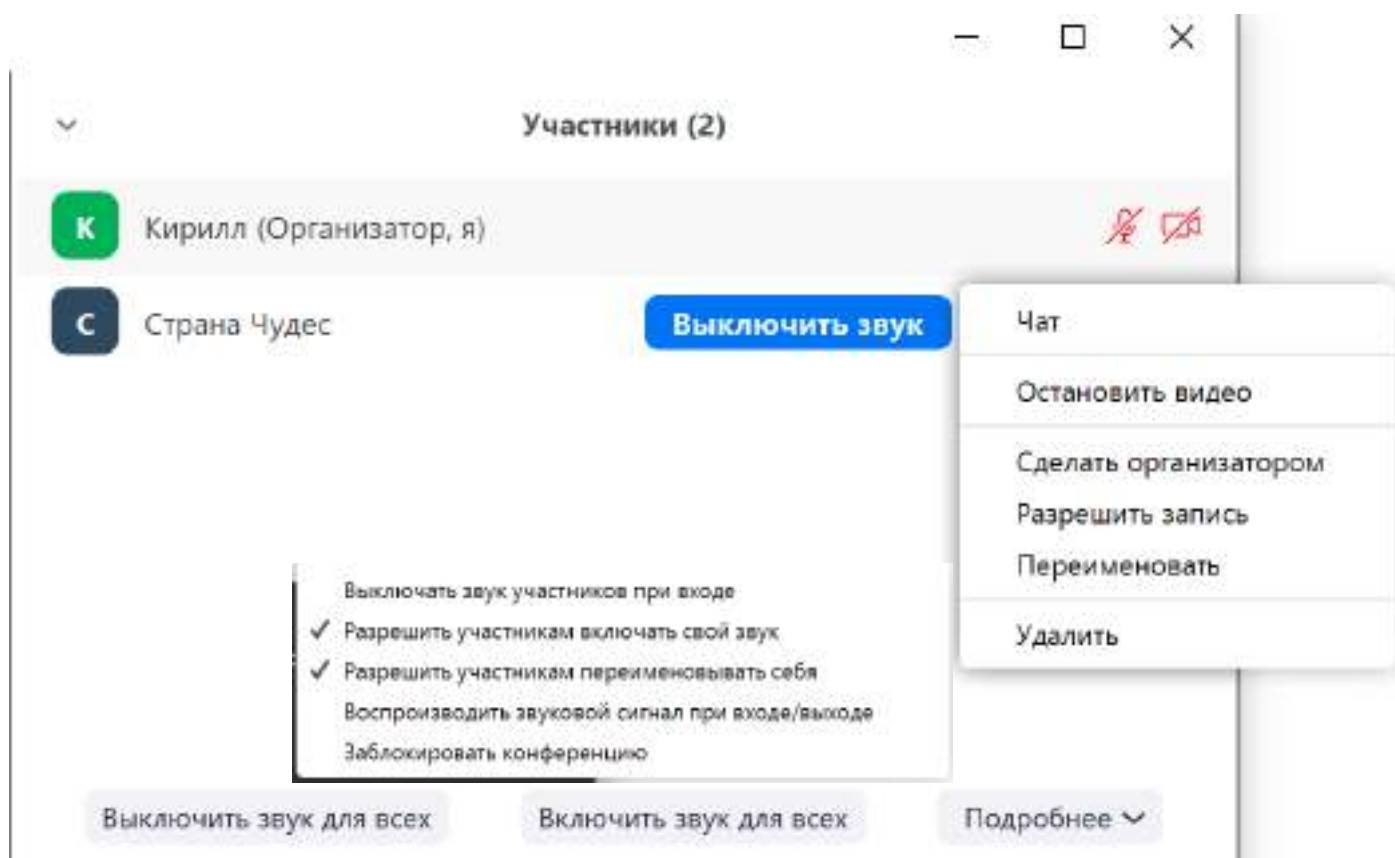 Участники (2)
К
Кирилл (Организатор, я)
С
Страна Чудес
Выключить звук
Чат
Остановить видео
Сделать организатором
Разрешить запись
Переименовать
Удалить
Выключать звук участников при входе
Разрешить участникам включать свой звук
Разрешить участникам переименовывать себя
Воспроизводить звуковой сигнал при входе/выходе
Заблокировать конференцию
Выключить звук для всех
Включить звук для всех
Подробнее